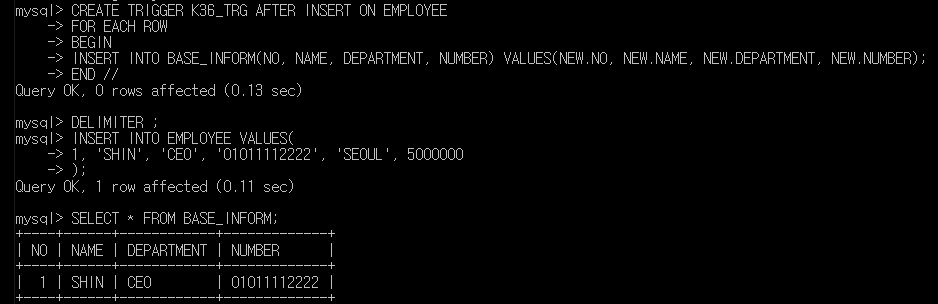 mysql> CREATE TRIGGER K36_TRG AFTER INSERT ON EMPLOYEE
    -> FOR EACH ROW
    -> BEGIN
    -> INSERT INTO BASE_INFORM(NO, NAME, DEPARTMENT, NUMBER) VALUES(NEW.NO, NEW.NAME, NEW.DEPARTMENT, NEW.NUMBER);
    -> END //
Query OK, 0 rows affected (0.13 sec)
mysql> DELIMITER ;
mysql> INSERT INTO EMPLOYEE VALUES(
    -> 1, 'SHIN', 'CEO', '01011112222', 'SEOUL', 5000000
    -> );
Query OK, 1 row affected (0.11 sec)
mysql> SELECT * FROM BASE_INFORM;
+----+------+------------+-------------+
| NO | NAME | DEPARTMENT | NUMBER      |
+----+------+------------+-------------+
|  1 | SHIN | CEO        | 01011112222 |
+----+------+------------+-------------+